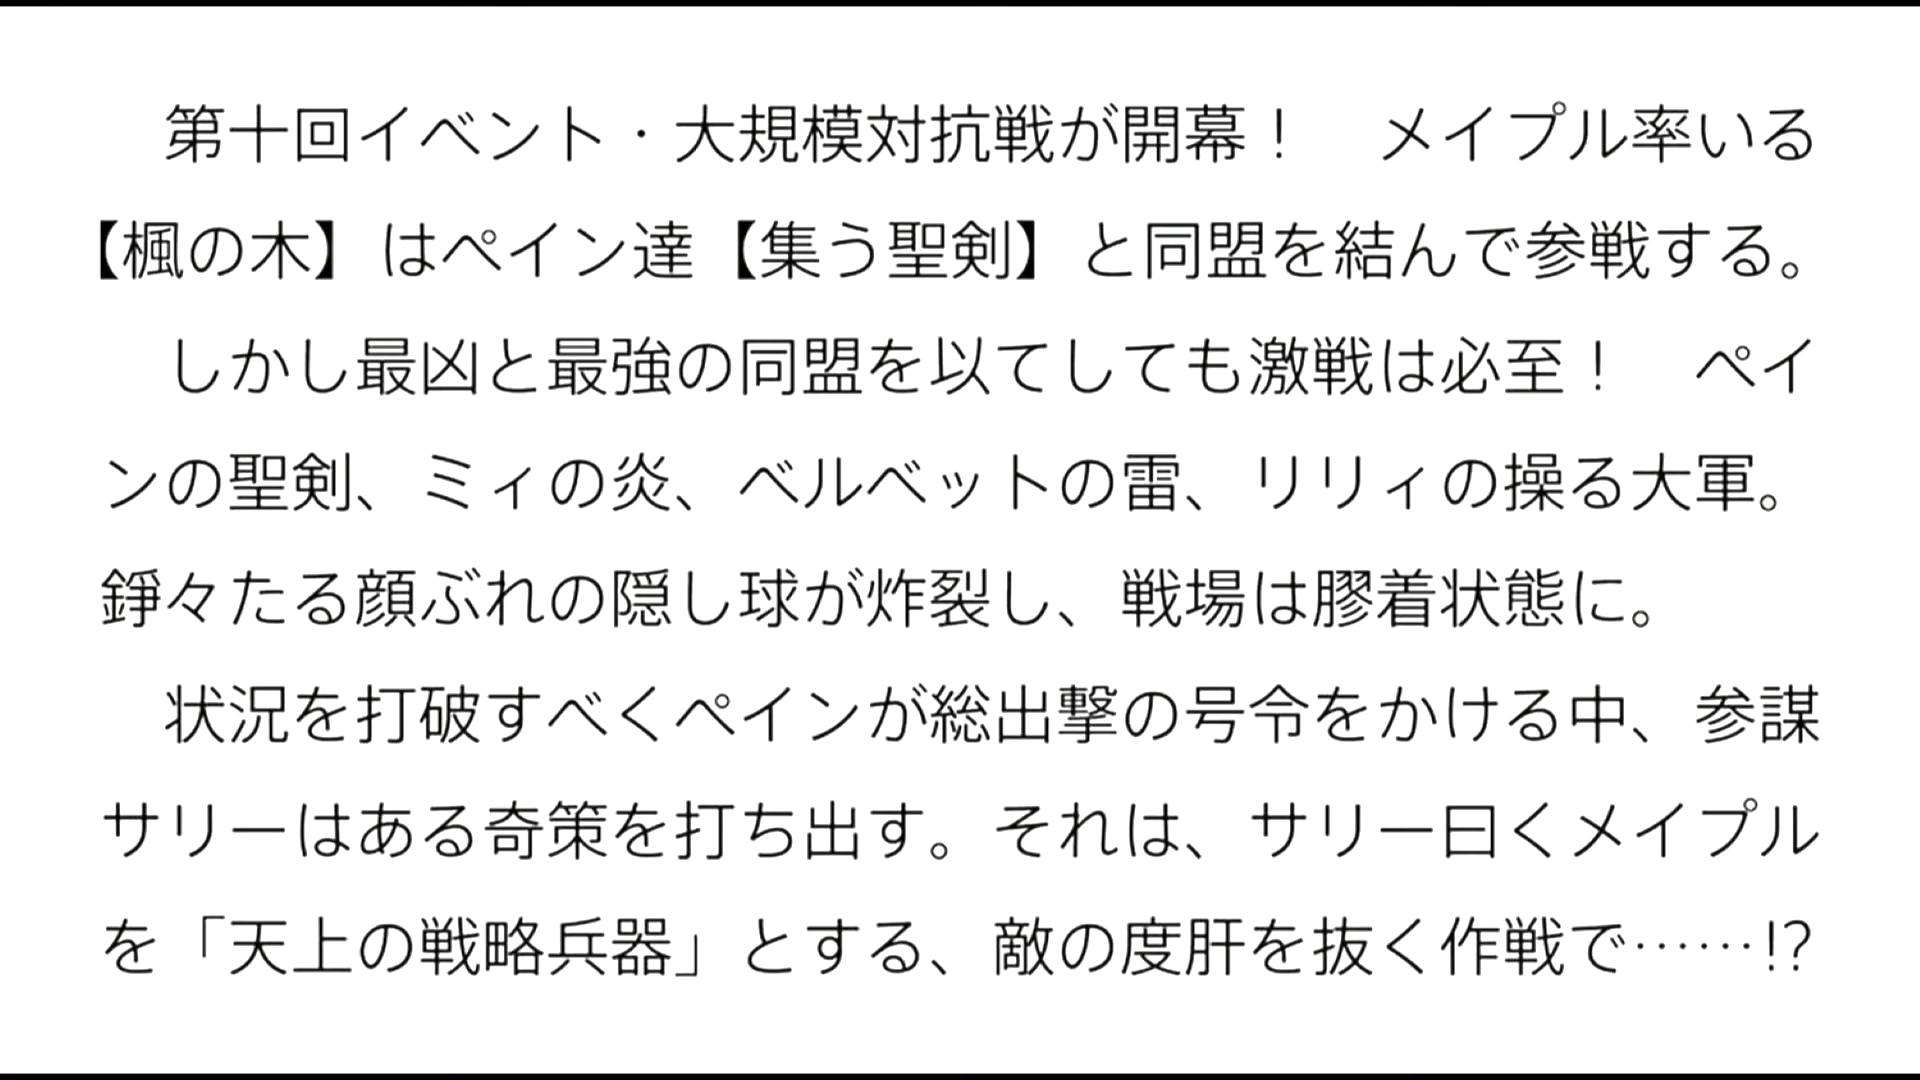 第十回イベント・大規模対抗戦が開幕！　メイプル率いる
【楓の木】はペイン達【集う聖剣】と同盟を結んで参戦する。
　しかし最凶と最強の同盟を以てしても激戦は必至！　ペイ
ンの聖剣、ミィの炎、ベルベットの雷、リリィの操る大軍。
錚々たる顔ぶれの隠し球が炸裂し、戦場は膠着状態に。
　状況を打破すべくペインが総出撃の号令をかける中、参謀
サリーはある奇策を打ち出す。それは、サリー曰くメイプル
を「天上の戦略兵器」とする、敵の度肝を抜く作戦で……!?